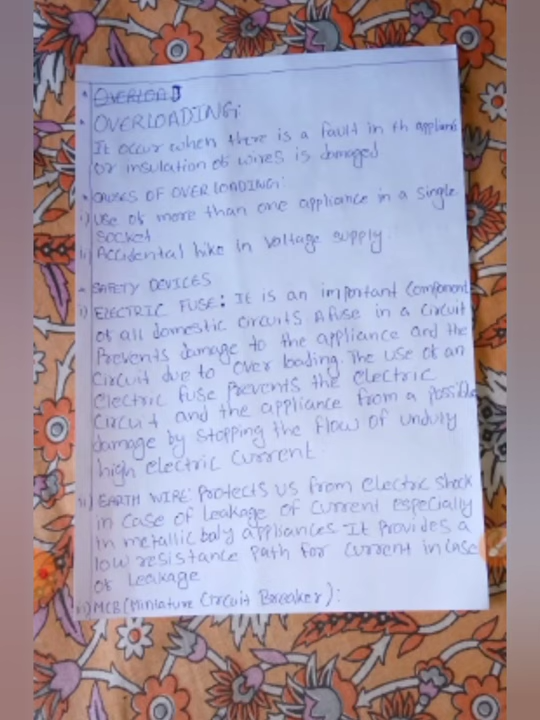 OVERLOAD
OVERLOADING:
It occur when there is a fault in th appliance
or insulation of wires is damaged
CAUSES OF OVERLOADING:
i) Use of more than one appliance in a single
socket
ii) Accidental hike in voltage supply.
SAFETY DEVICES
i) ELECTRIC FUSE: It is an important Component
of all domestic circuits A fuse in a circuit
Prevents damage to the appliance and the
Circuit due to over loading. The use of an
electric fuse Prevents the electric
Circuit and the appliance from a possible
damage by stopping the flow of unduly
high electric current.
ii) EARTH WIRE: Protects us from electric shock
in case of Leakage of current especially
in metallic body appliances. It Provides a
low resistance path for current in case
of Leakage
iii) MCB (Miniature Circuit Breaker):